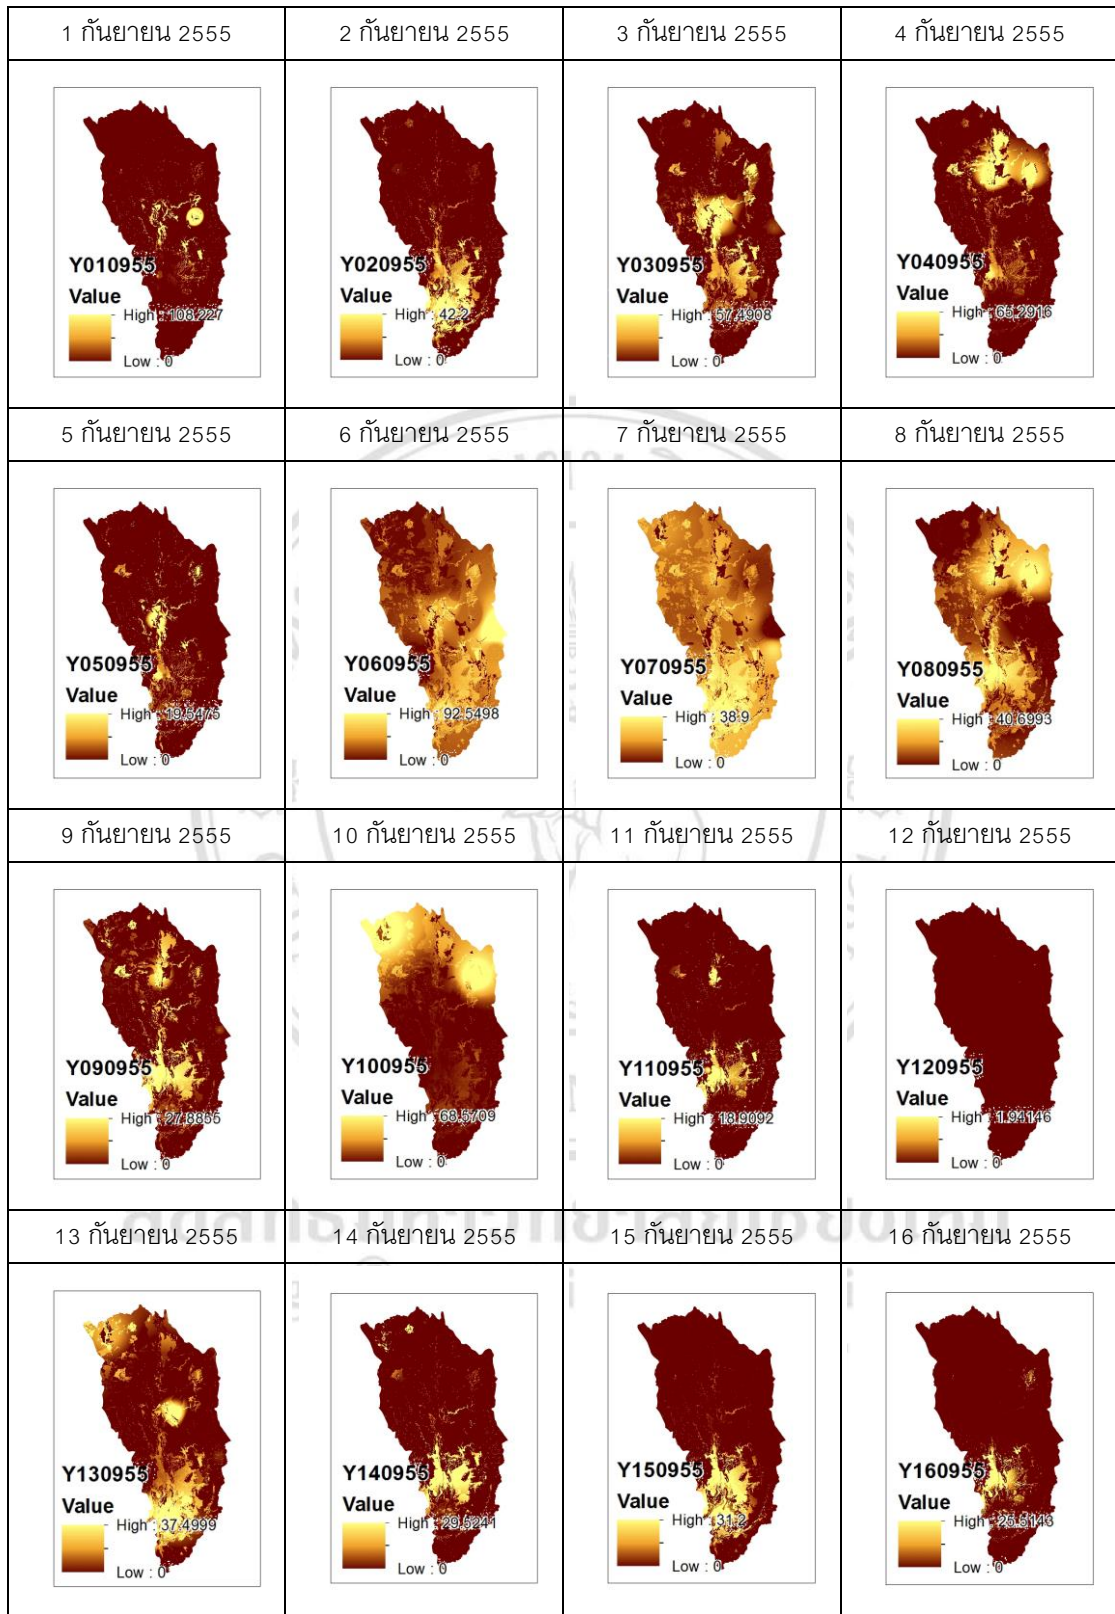 1 กันยายน 2555
2 กันยายน 2555
3 กันยายน 2555
4 กันยายน 2555
Y010955
Value
High : 108.227
Low : 0
Y020955
Value
High : 42.2
Low : 0
Y030955
Value
High : 57.4908
Low : 0
Y040955
Value
High : 65.2916
Low : 0
5 กันยายน 2555
6 กันยายน 2555
7 กันยายน 2555
8 กันยายน 2555
Y050955
Value
High : 19.5475
Low : 0
Y060955
Value
High : 92.5498
Low : 0
Y070955
Value
High : 38.9
Low : 0
Y080955
Value
High : 40.6993
Low : 0
9 กันยายน 2555
10 กันยายน 2555
11 กันยายน 2555
12 กันยายน 2555
Y090955
Value
High : 27.8855
Low : 0
Y100955
Value
High : 68.5709
Low : 0
Y110955
Value
High : 18.9092
Low : 0
Y120955
Value
High : 1.94146
Low : 0
13 กันยายน 2555
14 กันยายน 2555
15 กันยายน 2555
16 กันยายน 2555
Y130955
Value
High : 37.4999
Low : 0
Y140955
Value
High : 29.5241
Low : 0
Y150955
Value
High : 31.2
Low : 0
Y160955
Value
High : 25.5143
Low : 0